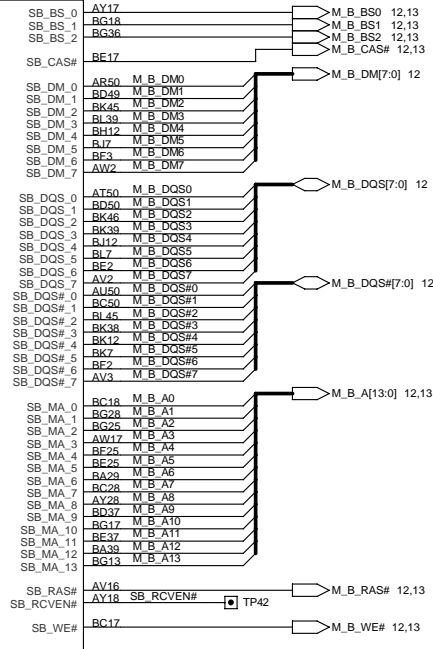 SB_BS_0 AY17 M_B_BS0 12,13
SB_BS_1 BG18 M_B_BS1 12,13
SB_BS_2 BG36 M_B_BS2 12,13
SB_CAS# BE17 M_B_CAS# 12,13
SB_DM_0 AR50 M_B_DM0 M_B_DM[7:0] 12
SB_DM_1 BD49 M_B_DM1
SB_DM_2 BK45 M_B_DM2
SB_DM_3 BL39 M_B_DM3
SB_DM_4 BH12 M_B_DM4
SB_DM_5 BJ7 M_B_DM5
SB_DM_6 BF3 M_B_DM6
SB_DM_7 AW2 M_B_DM7
SB_DQS_0 AT50 M_B_DQS0 M_B_DQS[7:0] 12
SB_DQS_1 BD50 M_B_DQS1
SB_DQS_2 BK46 M_B_DQS2
SB_DQS_3 BK39 M_B_DQS3
SB_DQS_4 BJ12 M_B_DQS4
SB_DQS_5 BL7 M_B_DQS5
SB_DQS_6 BE2 M_B_DQS6
SB_DQS_7 AV2 M_B_DQS7
SB_DQS#_0 AU50 M_B_DQS#0 M_B_DQS#[7:0] 12
SB_DQS#_1 BC50 M_B_DQS#1
SB_DQS#_2 BL45 M_B_DQS#2
SB_DQS#_3 BK38 M_B_DQS#3
SB_DQS#_4 BK12 M_B_DQS#4
SB_DQS#_5 BK7 M_B_DQS#5
SB_DQS#_6 BF2 M_B_DQS#6
SB_DQS#_7 AV3 M_B_DQS#7
SB_MA_0 BC18 M_B_A0 M_B_A[13:0] 12,13
SB_MA_1 BG28 M_B_A1
SB_MA_2 BG25 M_B_A2
SB_MA_3 AW17 M_B_A3
SB_MA_4 BF25 M_B_A4
SB_MA_5 BE25 M_B_A5
SB_MA_6 BA29 M_B_A6
SB_MA_7 BC28 M_B_A7
SB_MA_8 AY28 M_B_A8
SB_MA_9 BD37 M_B_A9
SB_MA_10 BG17 M_B_A10
SB_MA_11 BE37 M_B_A11
SB_MA_12 BA39 M_B_A12
SB_MA_13 BG13 M_B_A13
SB_RAS# AV16 M_B_RAS# 12,13
SB_RCVEN# AY18 SB_RCVEN# TP42
SB_WE# BC17 M_B_WE# 12,13